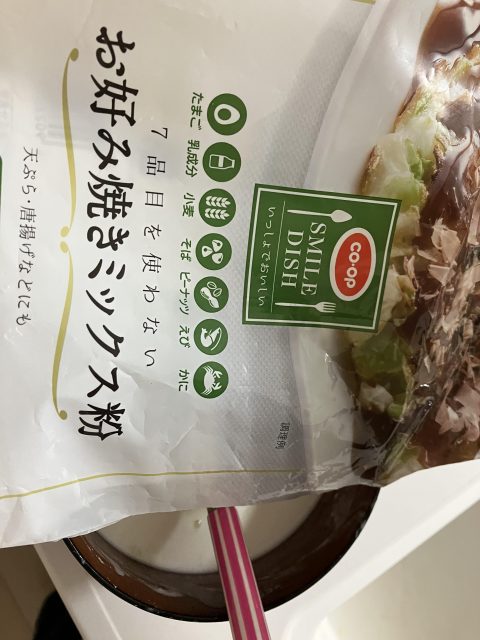 CO·OP
SMILE
DISH
いっしょでおいしい
調理例
たまご 乳成分 小麦 そば ピーナッツ えび かに
7品目を使わない
お好み焼きミックス粉
天ぷら・唐揚げなどにも